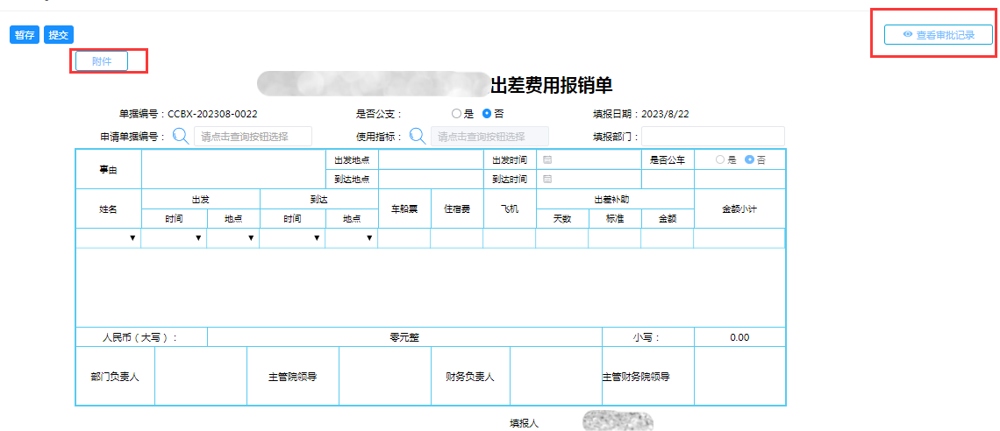 暂存 提交 查看审批记录
附件
出差费用报销单
单据编号：CCBX-202308-0022 是否公支： 是 否 填报日期：2023/8/22
申请单据编号： 请点击查询按钮选择 使用指标： 请点击查询按钮选择 填报部门：
事由 出发地点 出发时间 是否公车 是 否
到达地点 到达时间
姓名 出发 到达 车船票 住宿费 飞机 出差补助 金额小计
时间 地点 时间 地点 天数 标准 金额
人民币（大写）： 零元整 小写： 0.00
部门负责人 主管院领导 财务负责人 主管财务院领导
填报人